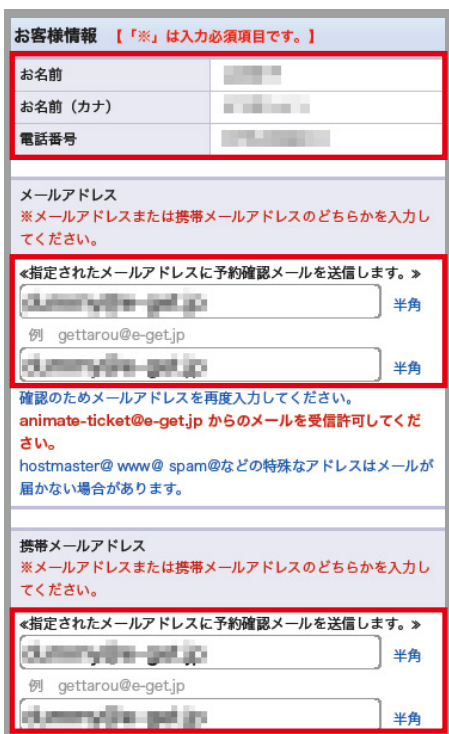 お客様情報 【「※」は入力必須項目です。】
お名前
お名前（カナ）
電話番号
メールアドレス
※メールアドレスまたは携帯メールアドレスのどちらかを入力し
てください。
≪指定されたメールアドレスに予約確認メールを送信します。≫
半角
例 gettarou@e-get.jp
半角
確認のためメールアドレスを再度入力してください。
animate-ticket@e-get.jp からのメールを受信許可してくだ
さい。
hostmaster@ www@ spam@などの特殊なアドレスはメールが
届かない場合があります。
携帯メールアドレス
※メールアドレスまたは携帯メールアドレスのどちらかを入力し
てください。
≪指定されたメールアドレスに予約確認メールを送信します。≫
半角
例 gettarou@e-get.jp
半角